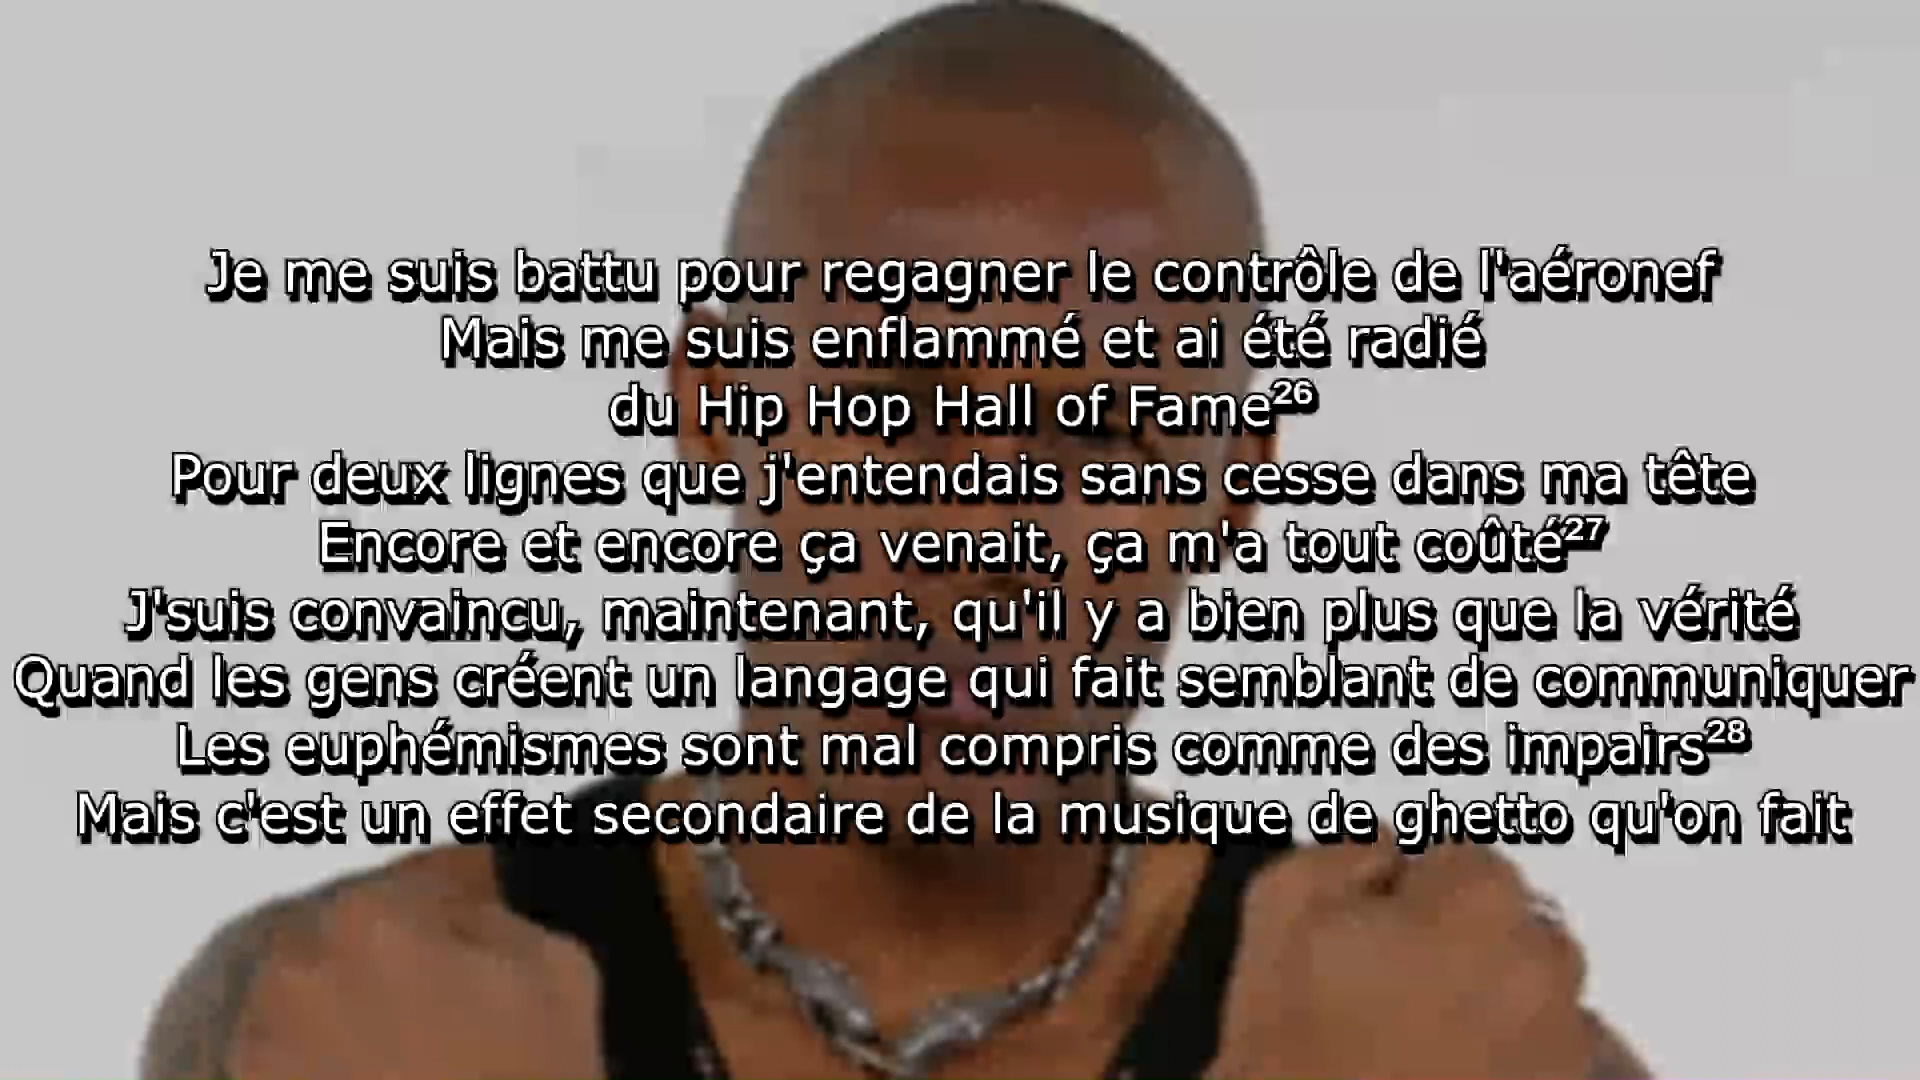 Je me suis battu pour regagner le contrôle de l'aéronef
Mais me suis enflammé et ai été radié
du Hip Hop Hall of Fame²⁶
Pour deux lignes que j'entendais sans cesse dans ma tête
Encore et encore ça venait, ça m'a tout coûté²⁷
J'suis convaincu, maintenant, qu'il y a bien plus que la vérité
Quand les gens créent un langage qui fait semblant de communiquer
Les euphémismes sont mal compris comme des impairs²⁸
Mais c'est un effet secondaire de la musique de ghetto qu'on fait